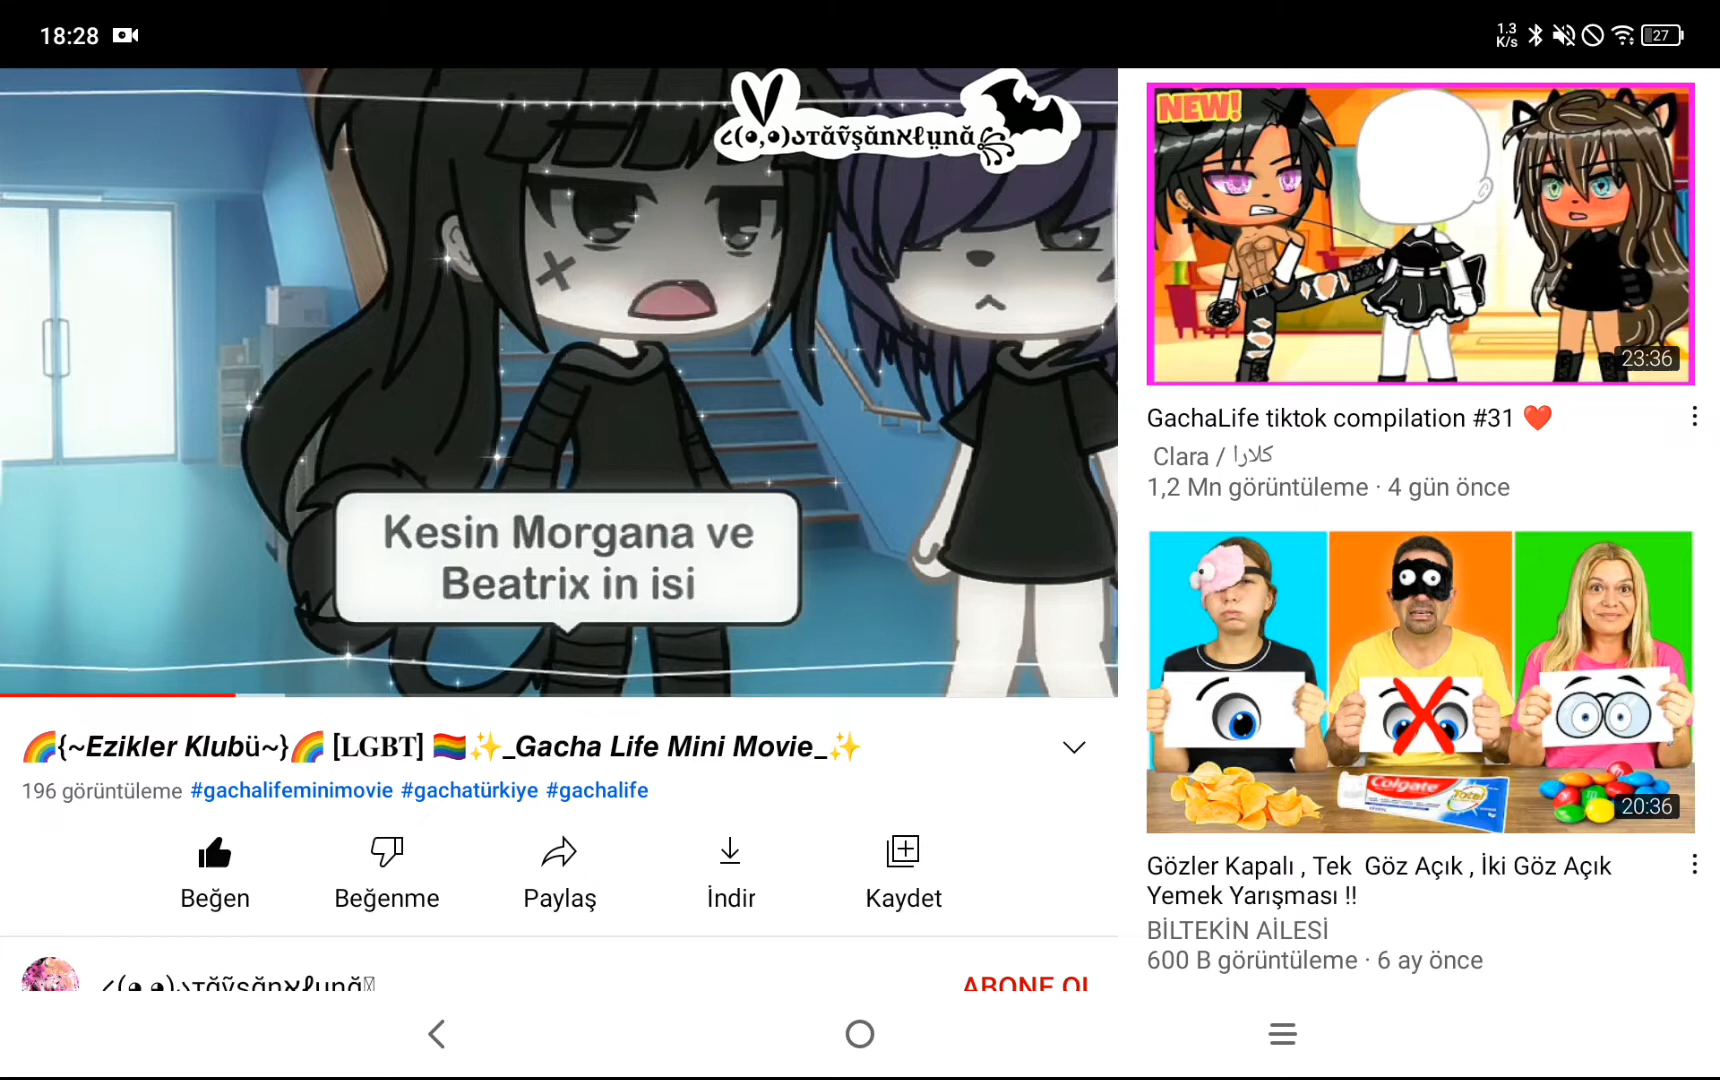 18:28
1.3
K/s
27
Kesin Morgana ve
Beatrix in isi
🌈{~Ezikler Klubü~}🌈 [LGBT] 🏳️‍🌈✨_Gacha Life Mini Movie_✨
196 görüntüleme #gachalifeminimovie #gachatürkiye #gachalife
Beğen
Beğenme
Paylaş
İndir
Kaydet
ABONE OL
NEW!
23:36
GachaLife tiktok compilation #31 ❤️
Clara / كلارا
1,2 Mn görüntüleme · 4 gün önce
Colgate
Total
20:36
Gözler Kapalı , Tek Göz Açık , İki Göz Açık
Yemek Yarışması !!
BİLTEKİN AİLESİ
600 B görüntüleme · 6 ay önce